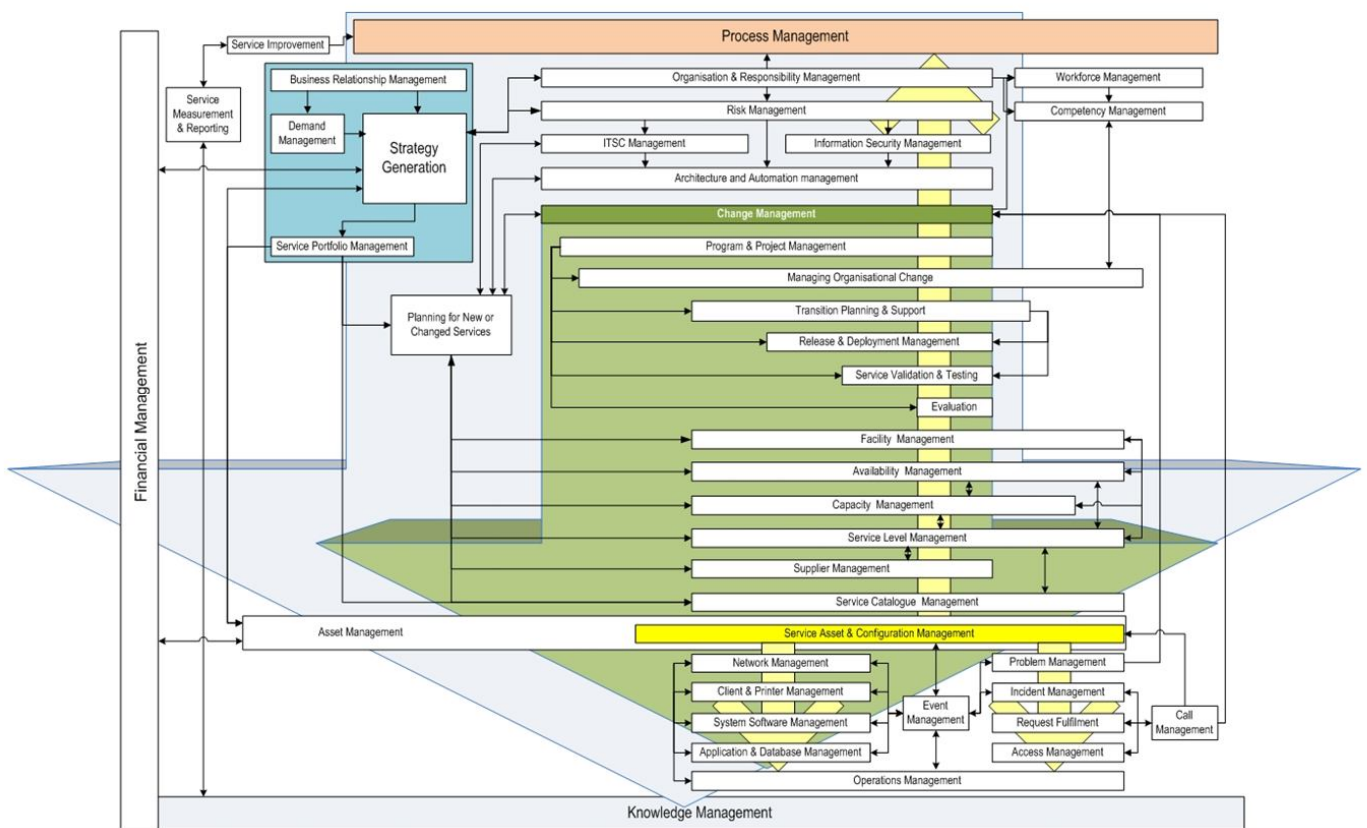 Process Management
Service Improvement
Business Relationship Management
Organisation & Responsibility Management
Workforce Management
Service
Measurement
& Reporting
Demand
Management
Strategy
Generation
Risk Management
Competency Management
ITSC Management
Information Security Management
Architecture and Automation management
Change Management
Service Portfolio Management
Program & Project Management
Managing Organisational Change
Planning for New or
Changed Services
Transition Planning & Support
Release & Deployment Management
Service Validation & Testing
Evaluation
Financial Management
Facility Management
Availability Management
Capacity Management
Service Level Management
Supplier Management
Service Catalogue Management
Asset Management
Service Asset & Configuration Management
Network Management
Problem Management
Client & Printer Management
Incident Management
Event
Management
System Software Management
Request Fulfilment
Call
Management
Application & Database Management
Access Management
Operations Management
Knowledge Management